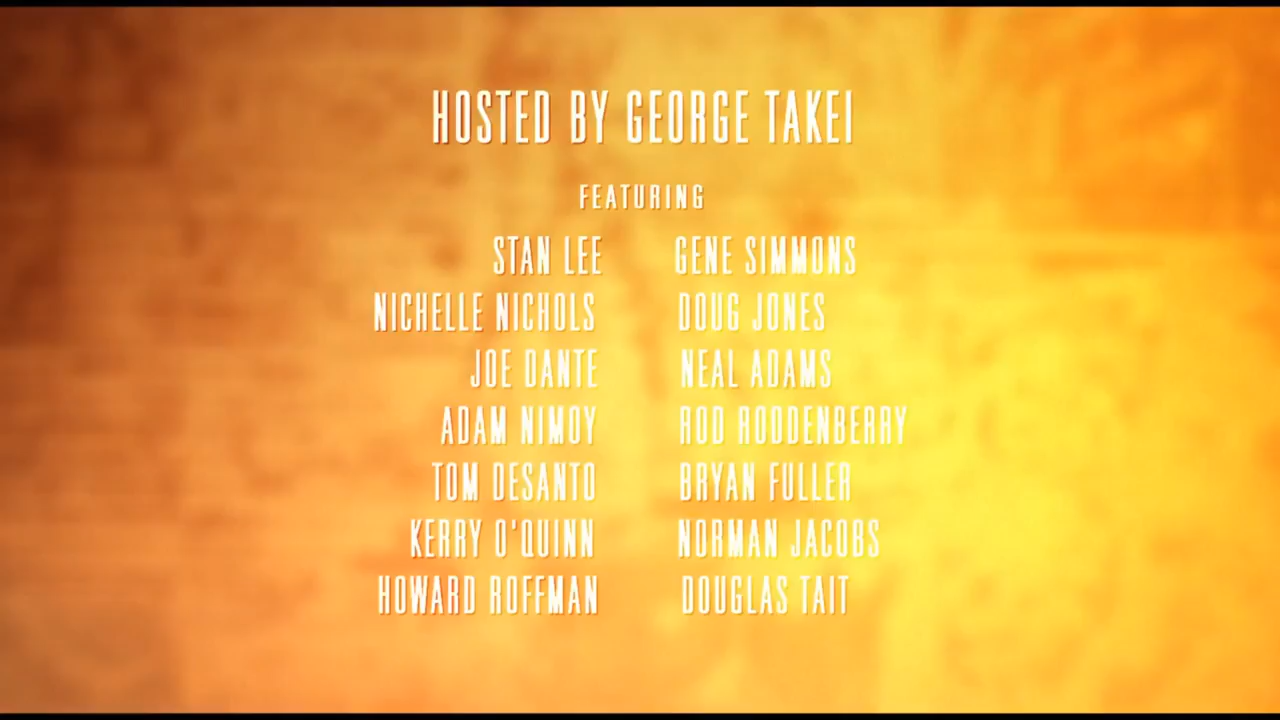 HOSTED BY GEORGE TAKEI
FEATURING
STAN LEE GENE SIMMONS
NICHELLE NICHOLS DOUG JONES
JOE DANTE NEAL ADAMS
ADAM NIMOY ROD RODDENBERRY
TOM DESANTO BRYAN FULLER
KERRY O'QUINN NORMAN JACOBS
HOWARD ROFFMAN DOUGLAS TAIT